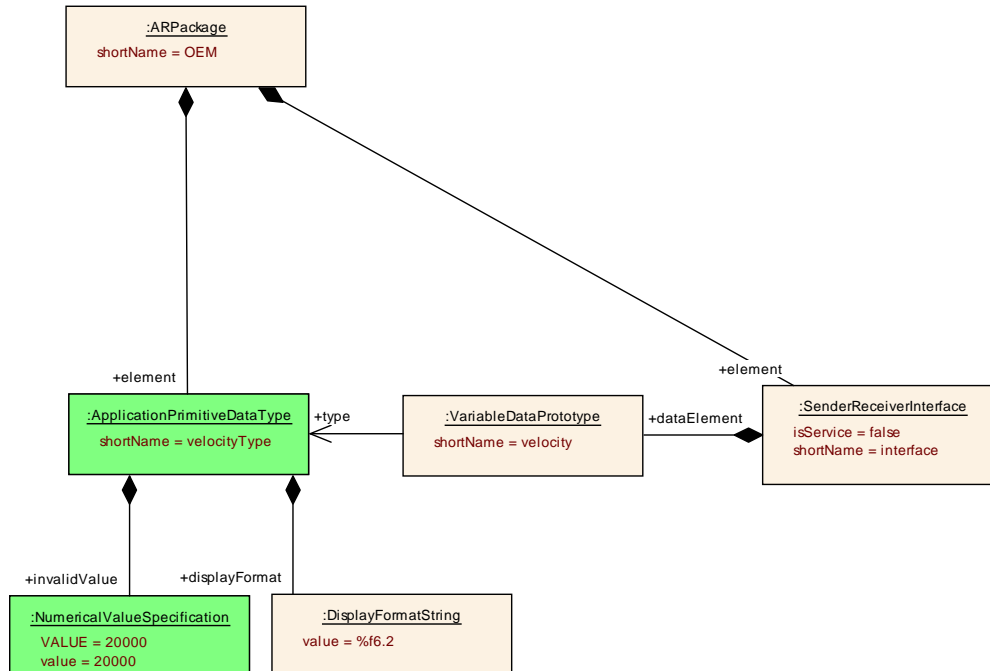 :ARPackage
shortName = OEM
+element
+element
:ApplicationPrimitiveDataType
shortName = velocityType
+type
:VariableDataPrototype
shortName = velocity
+dataElement
:SenderReceiverInterface
isService = false
shortName = interface
+invalidValue
+displayFormat
:NumericalValueSpecification
VALUE = 20000
value = 20000
:DisplayFormatString
value = %f6.2